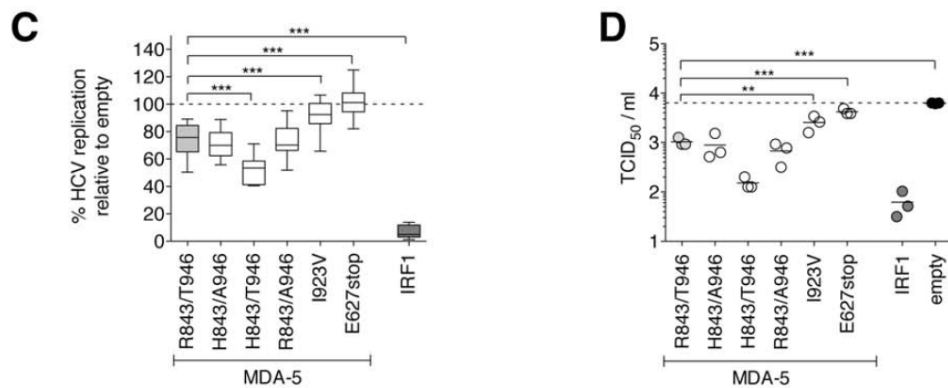 C
% HCV replication
relative to empty
140
120
100
80
60
40
20
0
***
***
***
***
R843/T946
H843/A946
H843/T946
R843/A946
I923V
E627stop
IRF1
MDA-5
D
TCID50 / ml
5
4
3
2
1
***
***
**
R843/T946
H843/A946
H843/T946
R843/A946
I923V
E627stop
IRF1
empty
MDA-5